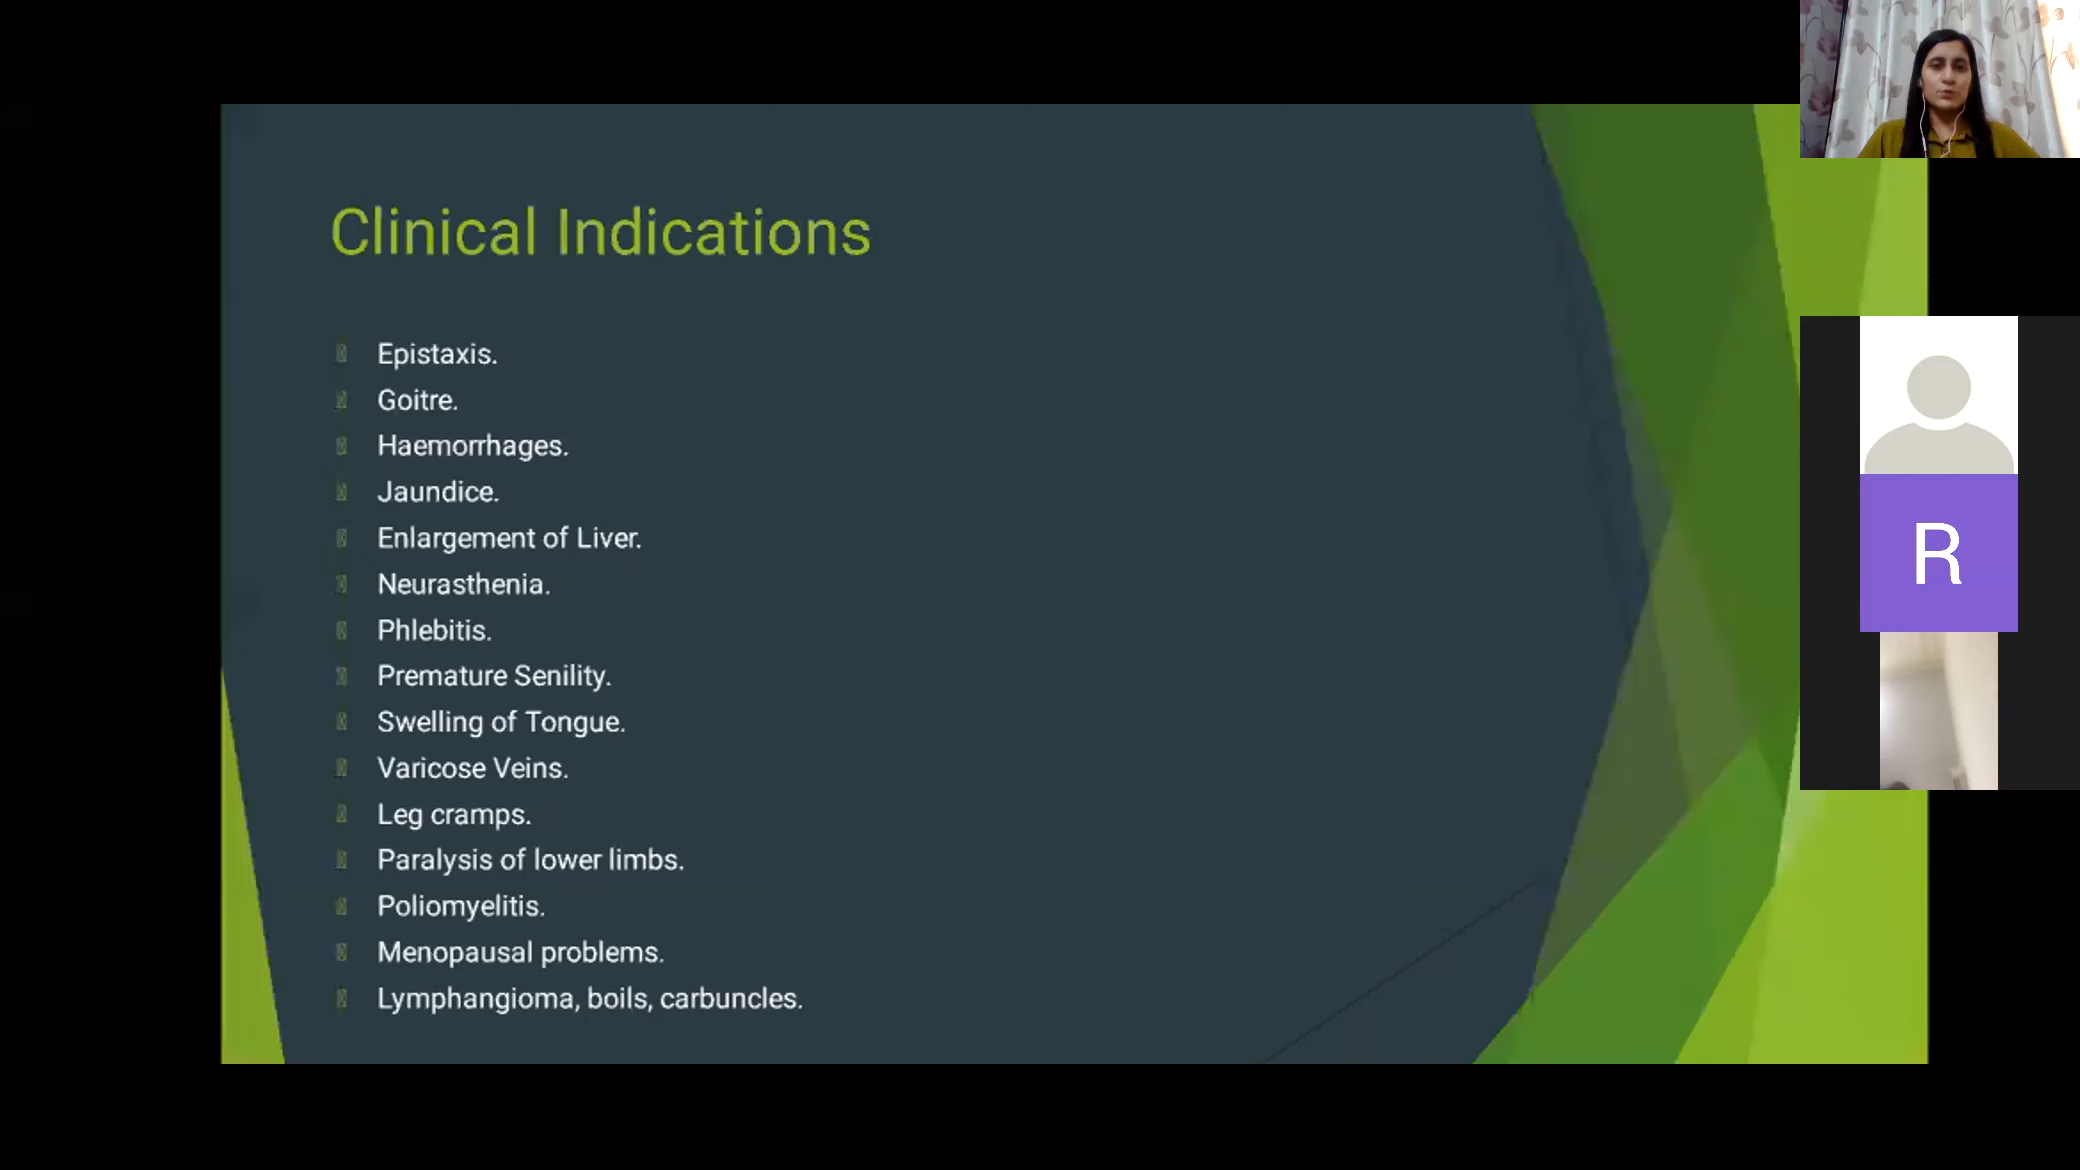 Clinical Indications
Epistaxis.
Goitre.
Haemorrhages.
Jaundice.
Enlargement of Liver.
Neurasthenia.
Phlebitis.
Premature Senility.
Swelling of Tongue.
Varicose Veins.
Leg cramps.
Paralysis of lower limbs.
Poliomyelitis.
Menopausal problems.
Lymphangioma, boils, carbuncles.
R